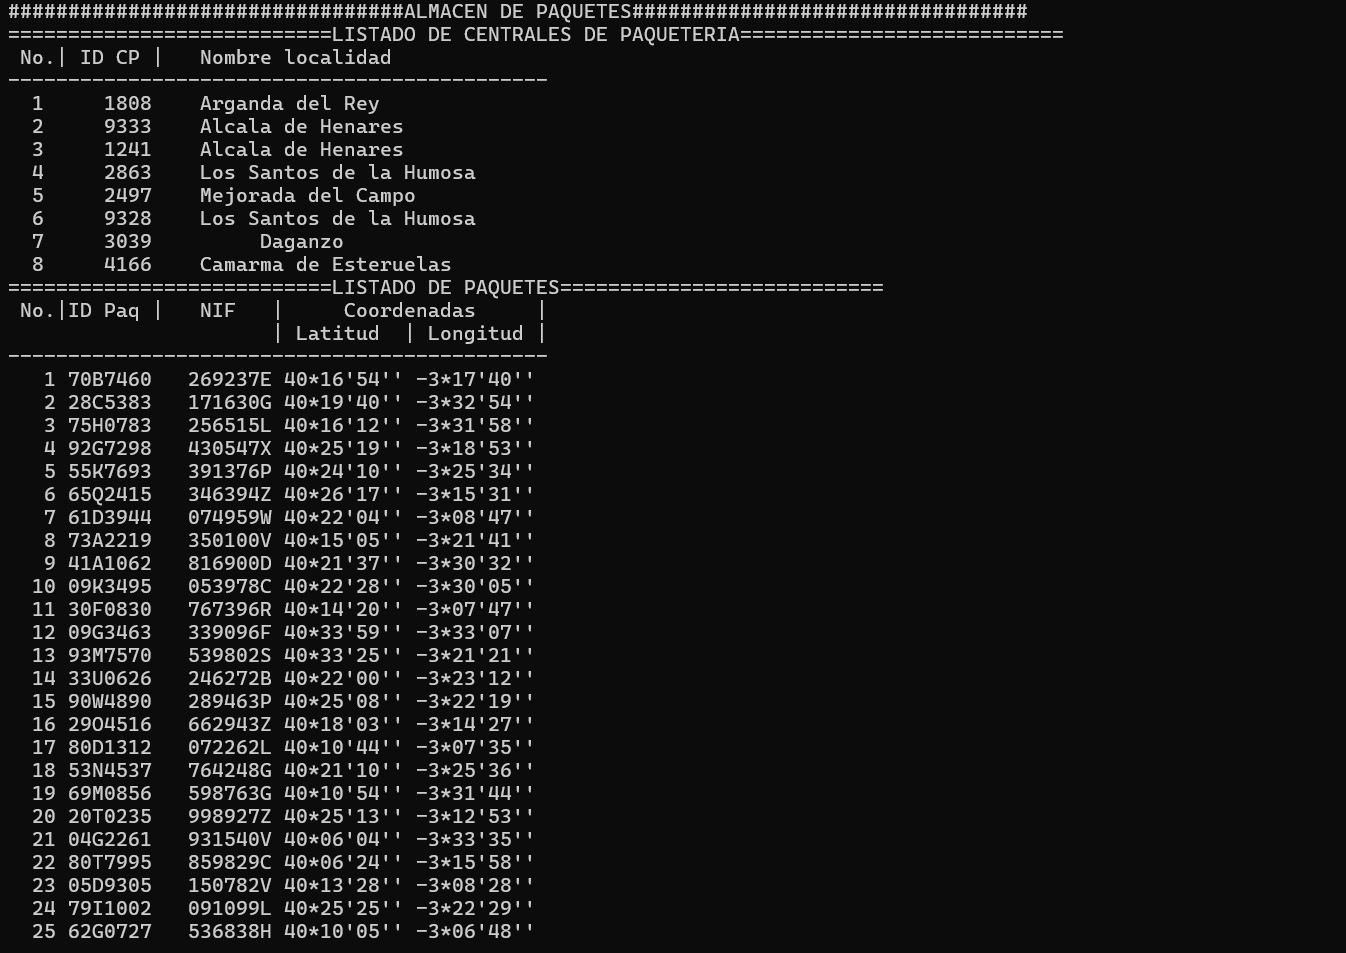 #################################ALMACEN DE PAQUETES#################################
===========================LISTADO DE CENTRALES DE PAQUETERIA===========================
 No.| ID CP |   Nombre localidad
---------------------------------------------
  1     1808    Arganda del Rey
  2     9333    Alcala de Henares
  3     1241    Alcala de Henares
  4     2863    Los Santos de la Humosa
  5     2497    Mejorada del Campo
  6     9328    Los Santos de la Humosa
  7     3039         Daganzo
  8     4166    Camarma de Esteruelas
===========================LISTADO DE PAQUETES===========================
 No.|ID Paq |   NIF   |     Coordenadas     |
                      | Latitud  | Longitud |
---------------------------------------------
   1 70B7460   269237E 40*16'54'' -3*17'40''
   2 28C5383   171630G 40*19'40'' -3*32'54''
   3 75H0783   256515L 40*16'12'' -3*31'58''
   4 92G7298   430547X 40*25'19'' -3*18'53''
   5 55K7693   391376P 40*24'10'' -3*25'34''
   6 65Q2415   346394Z 40*26'17'' -3*15'31''
   7 61D3944   074959W 40*22'04'' -3*08'47''
   8 73A2219   350100V 40*15'05'' -3*21'41''
   9 41A1062   816900D 40*21'37'' -3*30'32''
  10 09K3495   053978C 40*22'28'' -3*30'05''
  11 30F0830   767396R 40*14'20'' -3*07'47''
  12 09G3463   339096F 40*33'59'' -3*33'07''
  13 93M7570   539802S 40*33'25'' -3*21'21''
  14 33U0626   246272B 40*22'00'' -3*23'12''
  15 90W4890   289463P 40*25'08'' -3*22'19''
  16 29O4516   662943Z 40*18'03'' -3*14'27''
  17 80D1312   072262L 40*10'44'' -3*07'35''
  18 53N4537   764248G 40*21'10'' -3*25'36''
  19 69M0856   598763G 40*10'54'' -3*31'44''
  20 20T0235   998927Z 40*25'13'' -3*12'53''
  21 04G2261   931540V 40*06'04'' -3*33'35''
  22 80T7995   859829C 40*06'24'' -3*15'58''
  23 05D9305   150782V 40*13'28'' -3*08'28''
  24 79I1002   091099L 40*25'25'' -3*22'29''
  25 62G0727   536838H 40*10'05'' -3*06'48''